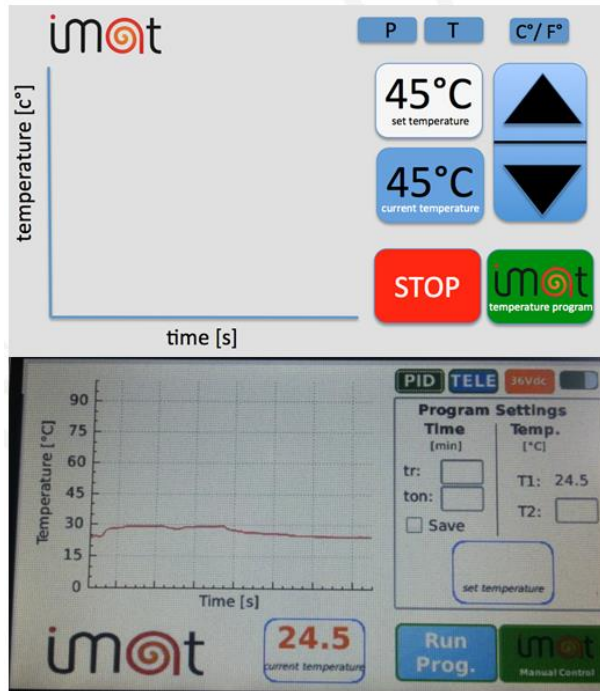 imat
P T C°/ F°
45°C
set temperature
45°C
current temperature
temperature [c°]
STOP
imat
temperature program
time [s]
PID TELE 36Vdc
Program Settings
Time Temp.
[min] [°C]
tr:
T1: 24.5
ton:
T2:
Save
set temperature
Temperature [°C]
90
75
60
45
30
15
0
Time [s]
imat
24.5
current temperature
Run
Prog.
imat
Manual Control